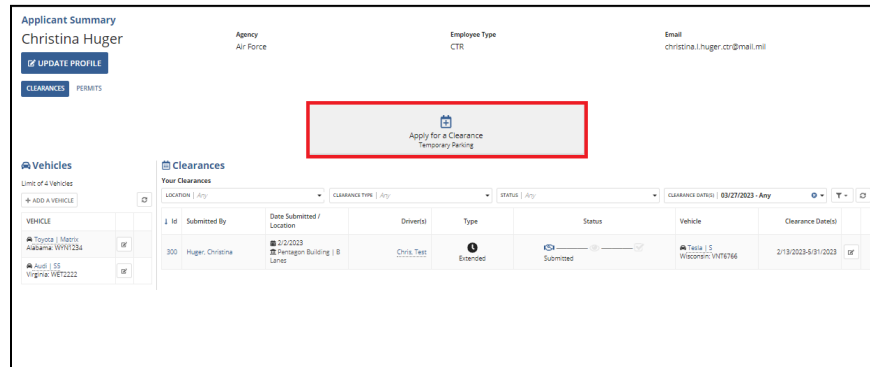 Applicant Summary
Christina Huger
UPDATE PROFILE
Agency
Air Force
Employee Type
CTR
Email
christina.l.huger.ctr@mail.mil
CLEARANCES PERMITS
Apply for a Clearance
Temporary Parking
Vehicles
Limit of 4 Vehicles
+ ADD A VEHICLE
VEHICLE
Toyota | Matrix
Alabama: WYN1234
Audi | S5
Virginia: WET2222
Clearances
Your Clearances
LOCATION | Any CLEARANCE TYPE | Any STATUS | Any CLEARANCE DATE(S) | 03/27/2023 - Any
Id Submitted By Date Submitted / Location Driver(s) Type Status Vehicle Clearance Date(s)
300 Huger, Christina
2/2/2023
Pentagon Building | B
Lanes
Chris, Test
Extended
Submitted
Tesla | S
Wisconsin: VNT6766
2/13/2023-5/31/2023